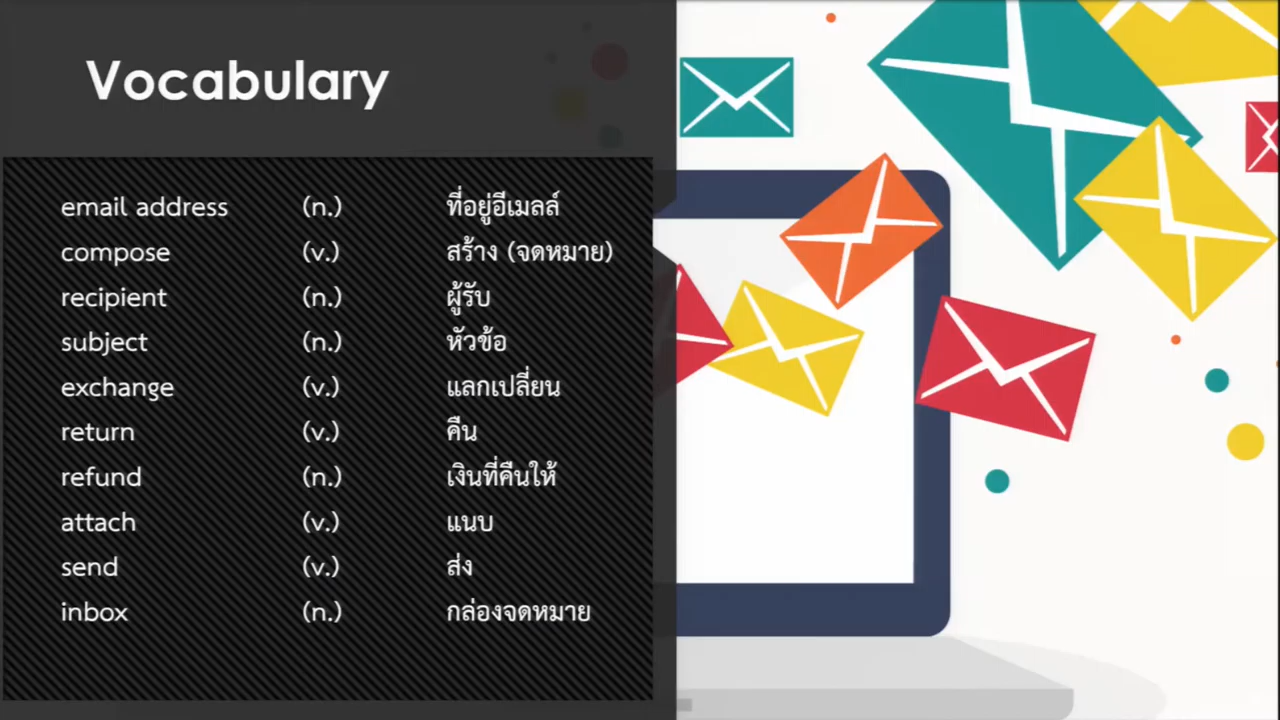 Vocabulary
email address (n.) ที่อยู่อีเมลล์
compose (v.) สร้าง (จดหมาย)
recipient (n.) ผู้รับ
subject (n.) หัวข้อ
exchange (v.) แลกเปลี่ยน
return (v.) คืน
refund (n.) เงินที่คืนให้
attach (v.) แนบ
send (v.) ส่ง
inbox (n.) กล่องจดหมาย